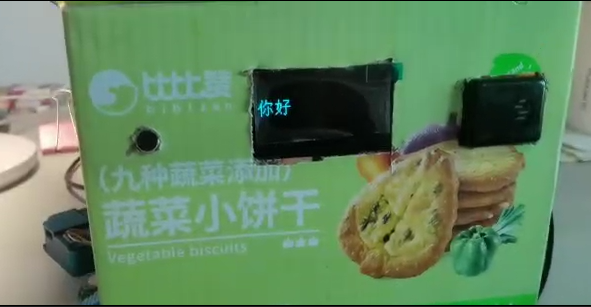 比比赞
bibizan
你好
(九种蔬菜添加)
蔬菜小饼干
Vegetable biscuits